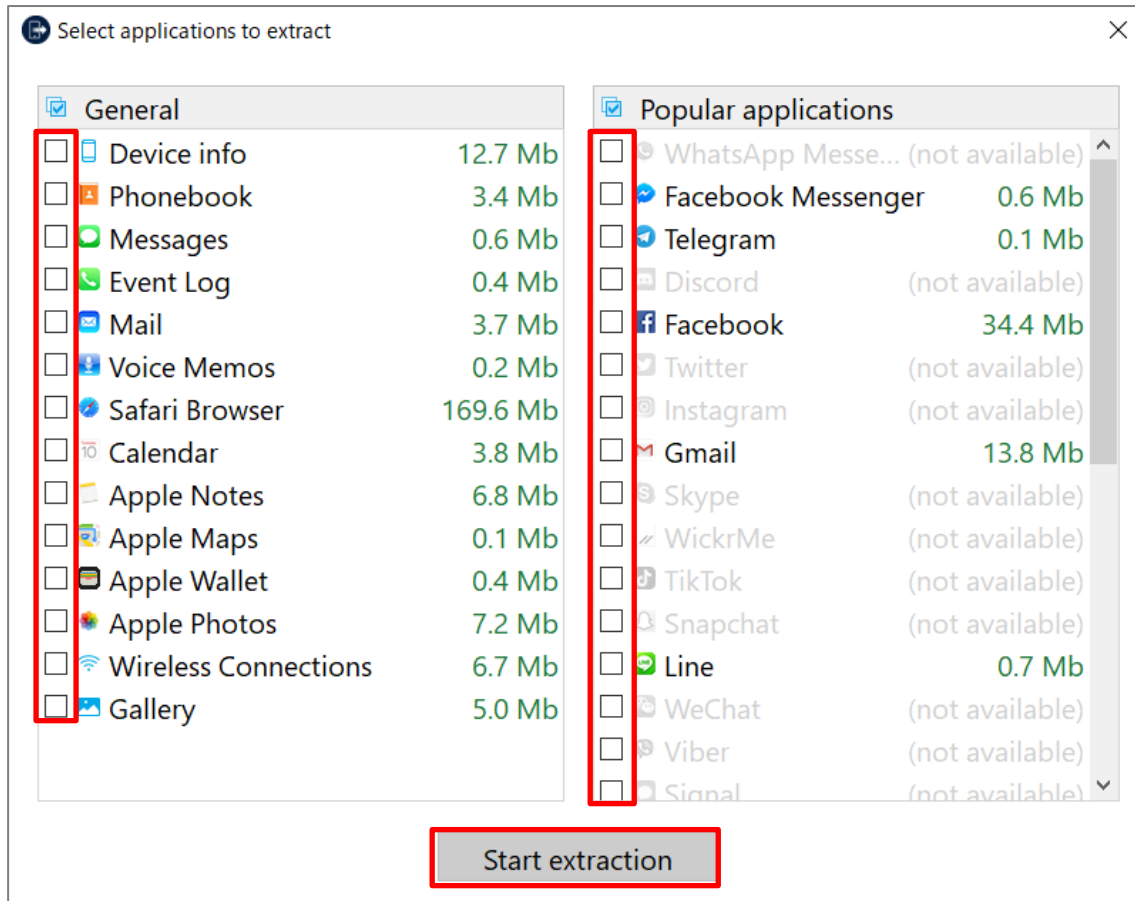 Select applications to extract
General
Device info 12.7 Mb
Phonebook 3.4 Mb
Messages 0.6 Mb
Event Log 0.4 Mb
Mail 3.7 Mb
Voice Memos 0.2 Mb
Safari Browser 169.6 Mb
10 Calendar 3.8 Mb
Apple Notes 6.8 Mb
Apple Maps 0.1 Mb
Apple Wallet 0.4 Mb
Apple Photos 7.2 Mb
Wireless Connections 6.7 Mb
Gallery 5.0 Mb
Popular applications
WhatsApp Messe... (not available)
Facebook Messenger 0.6 Mb
Telegram 0.1 Mb
Discord (not available)
Facebook 34.4 Mb
Twitter (not available)
Instagram (not available)
Gmail 13.8 Mb
Skype (not available)
WickrMe (not available)
TikTok (not available)
Snapchat (not available)
Line 0.7 Mb
WeChat (not available)
Viber (not available)
Signal (not available)
Start extraction